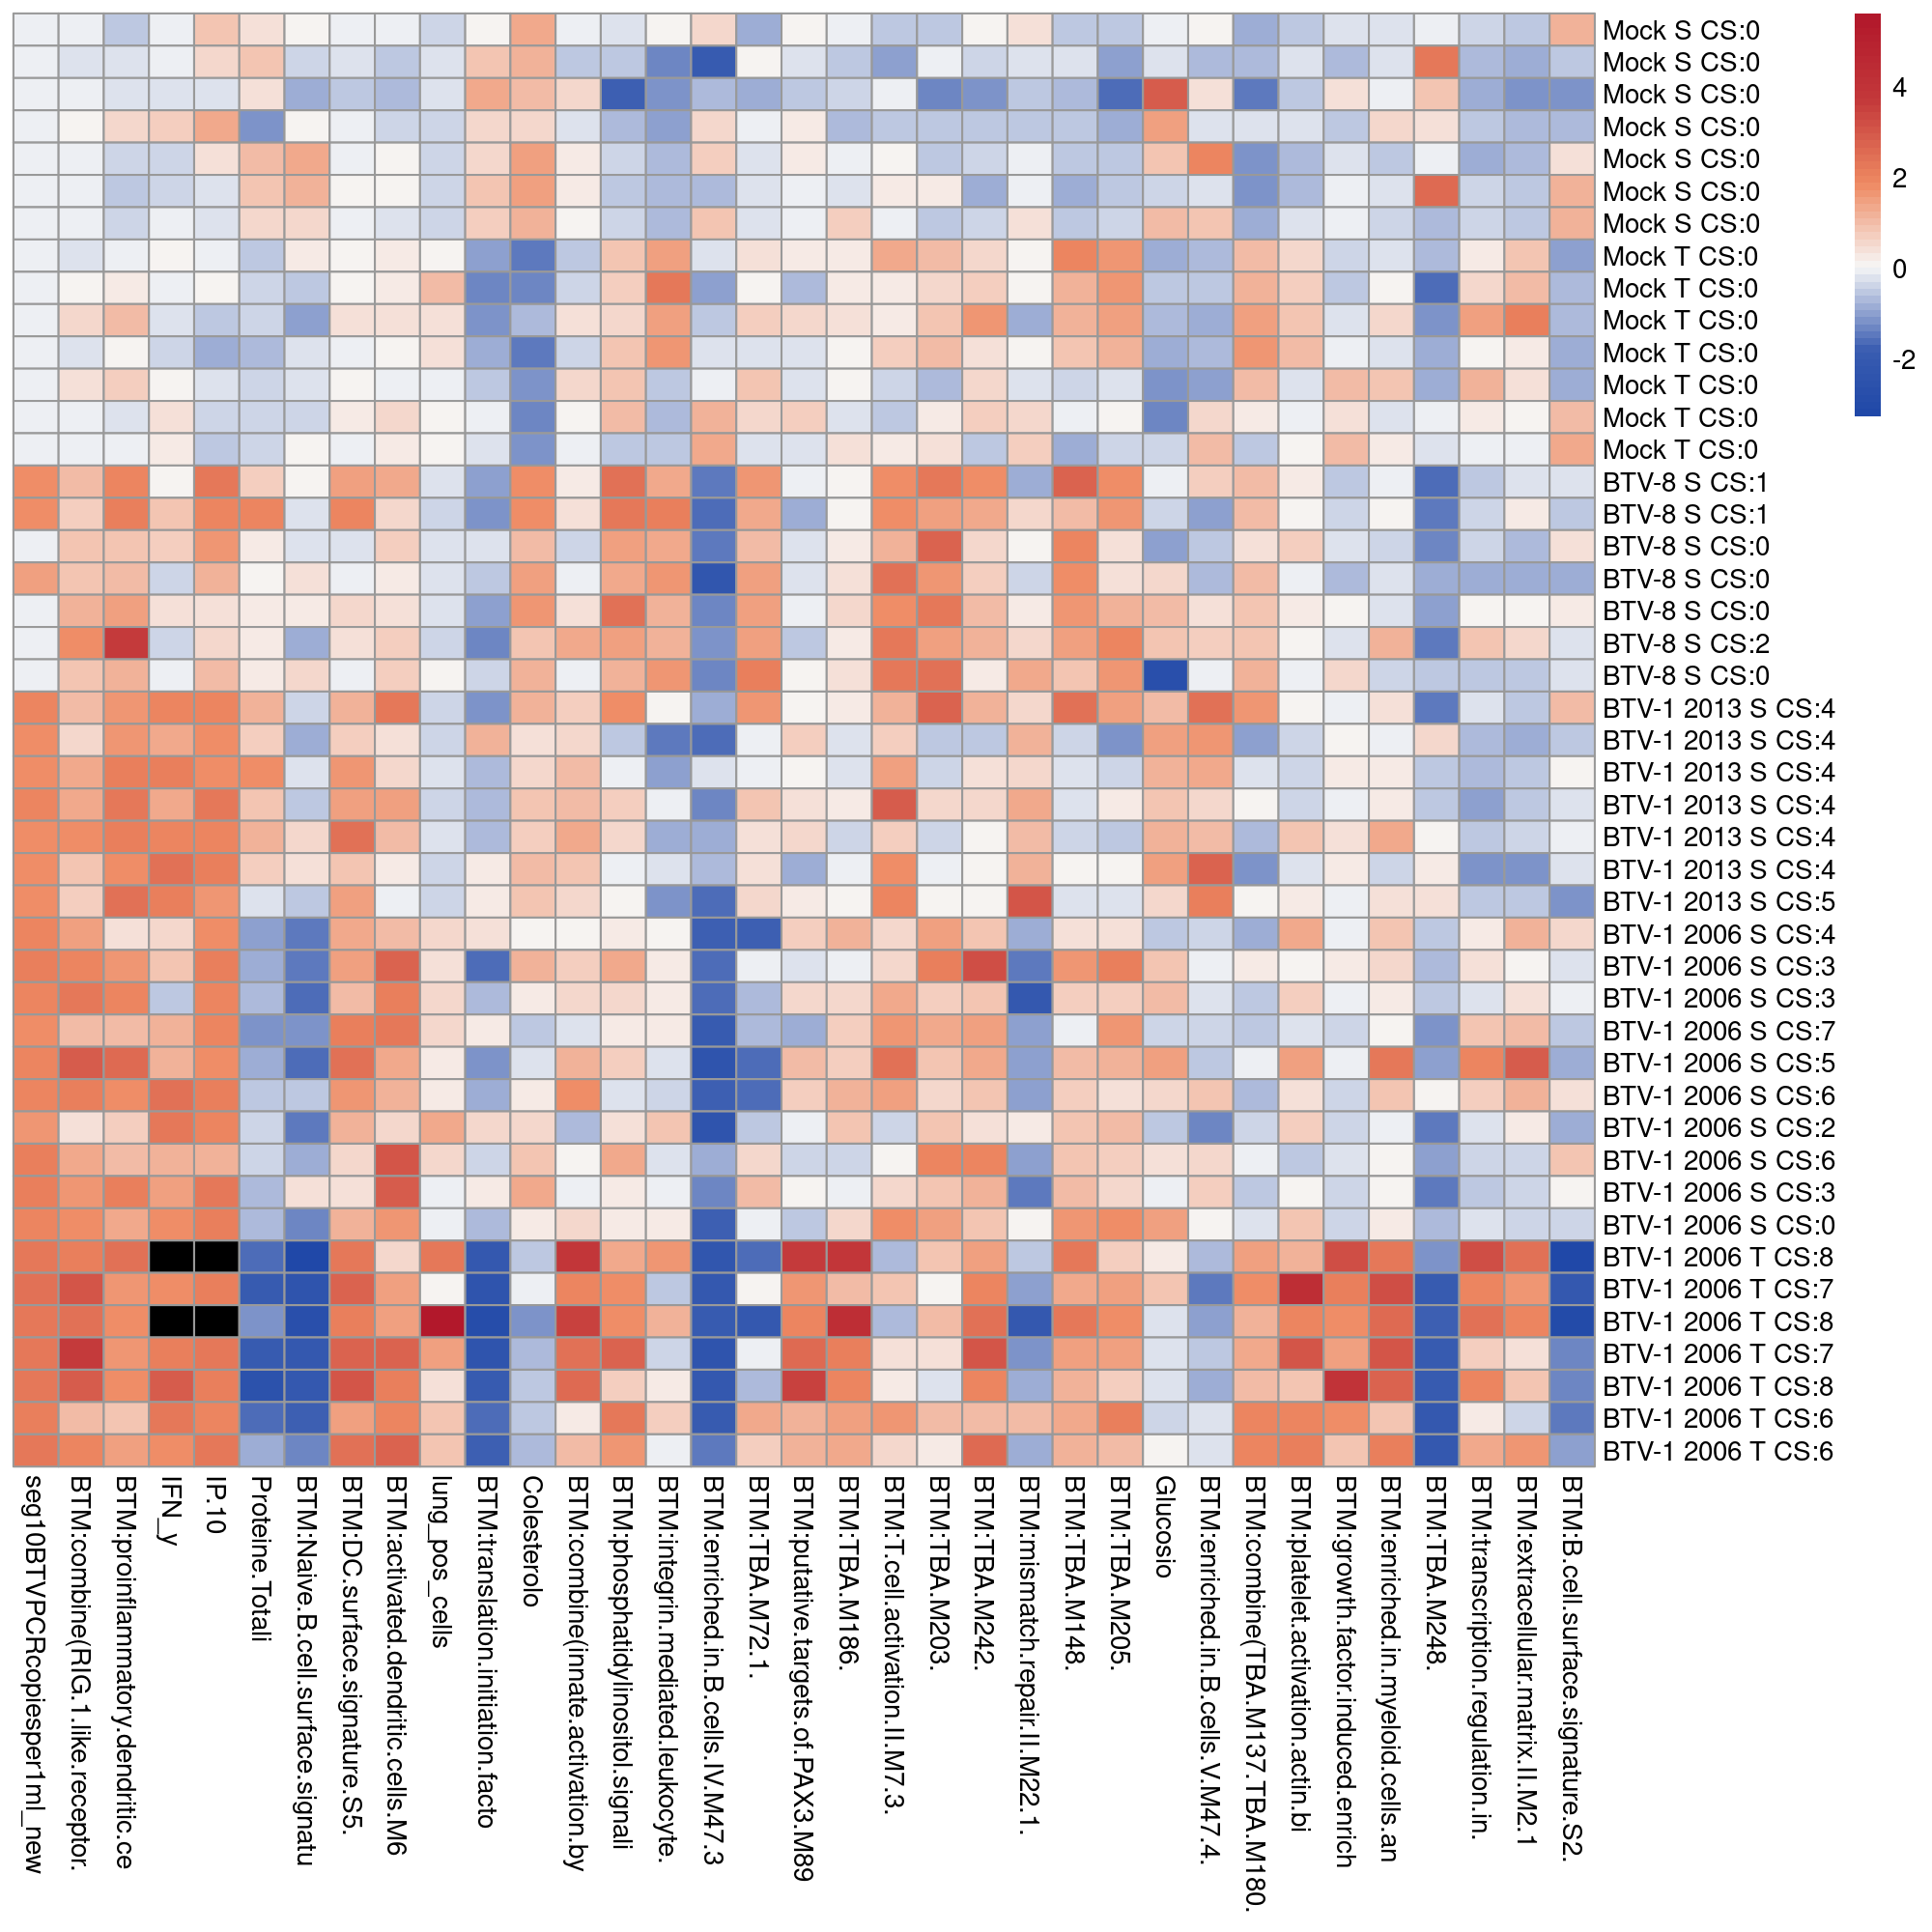 Mock S CS:0
Mock S CS:0
Mock S CS:0
Mock S CS:0
Mock S CS:0
Mock S CS:0
Mock S CS:0
Mock T CS:0
Mock T CS:0
Mock T CS:0
Mock T CS:0
Mock T CS:0
Mock T CS:0
Mock T CS:0
BTV-8 S CS:1
BTV-8 S CS:1
BTV-8 S CS:0
BTV-8 S CS:0
BTV-8 S CS:0
BTV-8 S CS:2
BTV-8 S CS:0
BTV-1 2013 S CS:4
BTV-1 2013 S CS:4
BTV-1 2013 S CS:4
BTV-1 2013 S CS:4
BTV-1 2013 S CS:4
BTV-1 2013 S CS:4
BTV-1 2013 S CS:5
BTV-1 2006 S CS:4
BTV-1 2006 S CS:3
BTV-1 2006 S CS:3
BTV-1 2006 S CS:7
BTV-1 2006 S CS:5
BTV-1 2006 S CS:6
BTV-1 2006 S CS:2
BTV-1 2006 S CS:6
BTV-1 2006 S CS:3
BTV-1 2006 S CS:0
BTV-1 2006 T CS:8
BTV-1 2006 T CS:7
BTV-1 2006 T CS:8
BTV-1 2006 T CS:7
BTV-1 2006 T CS:8
BTV-1 2006 T CS:6
BTV-1 2006 T CS:6
4
2
0
-2
seg10BTVPCRcopiesper1ml_new
BTM:combine(RIG.1.like.receptor.
BTM:proinflammatory.dendritic.ce
IFN_y
IP.10
Proteine.Totali
BTM:Naive.B.cell.surface.signatu
BTM:DC.surface.signature.S5.
BTM:activated.dendritic.cells.M6
lung_pos_cells
BTM:translation.initiation.facto
Colesterolo
BTM:combine(innate.activation.by
BTM:phosphatidylinositol.signali
BTM:integrin.mediated.leukocyte.
BTM:enriched.in.B.cells.IV.M47.3
BTM:TBA.M72.1.
BTM:putative.targets.of.PAX3.M89
BTM:TBA.M186.
BTM:T.cell.activation.II.M7.3.
BTM:TBA.M203.
BTM:TBA.M242.
BTM:mismatch.repair.II.M22.1.
BTM:TBA.M148.
BTM:TBA.M205.
Glucosio
BTM:enriched.in.B.cells.V.M47.4.
BTM:combine(TBA.M137.TBA.M180.
BTM:platelet.activation.actin.bi
BTM:growth.factor.induced.enrich
BTM:enriched.in.myeloid.cells.an
BTM:TBA.M248.
BTM:transcription.regulation.in.
BTM:extracellular.matrix.II.M2.1
BTM:B.cell.surface.signature.S2.